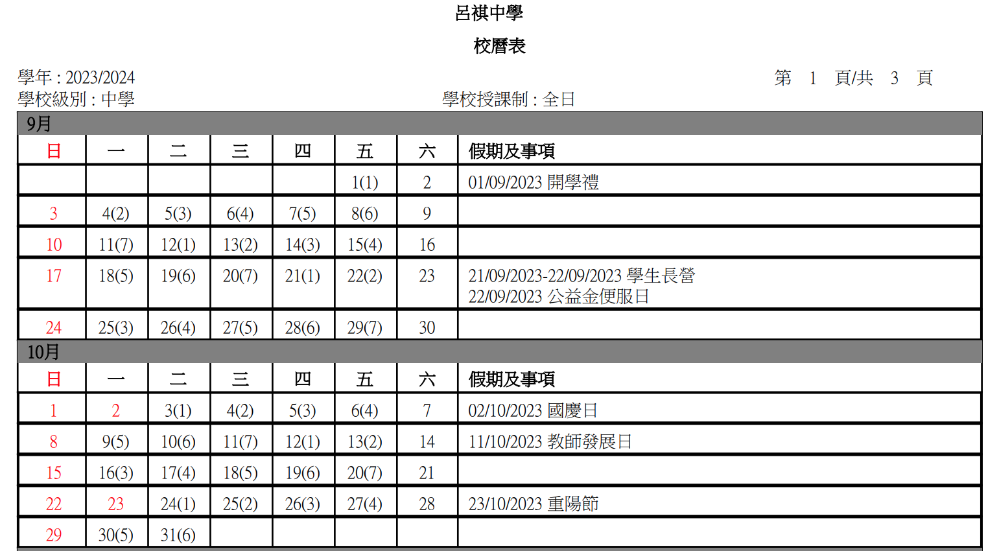 呂祺中學
校曆表
學年 : 2023/2024 第 1 頁/共 3 頁
學校級別 : 中學 學校授課制 : 全日
9月
日 一 二 三 四 五 六 假期及事項
1(1) 2 01/09/2023 開學禮
3 4(2) 5(3) 6(4) 7(5) 8(6) 9
10 11(7) 12(1) 13(2) 14(3) 15(4) 16
17 18(5) 19(6) 20(7) 21(1) 22(2) 23 21/09/2023-22/09/2023 學生長營
22/09/2023 公益金便服日
24 25(3) 26(4) 27(5) 28(6) 29(7) 30
10月
日 一 二 三 四 五 六 假期及事項
1 2 3(1) 4(2) 5(3) 6(4) 7 02/10/2023 國慶日
8 9(5) 10(6) 11(7) 12(1) 13(2) 14 11/10/2023 教師發展日
15 16(3) 17(4) 18(5) 19(6) 20(7) 21
22 23 24(1) 25(2) 26(3) 27(4) 28 23/10/2023 重陽節
29 30(5) 31(6)